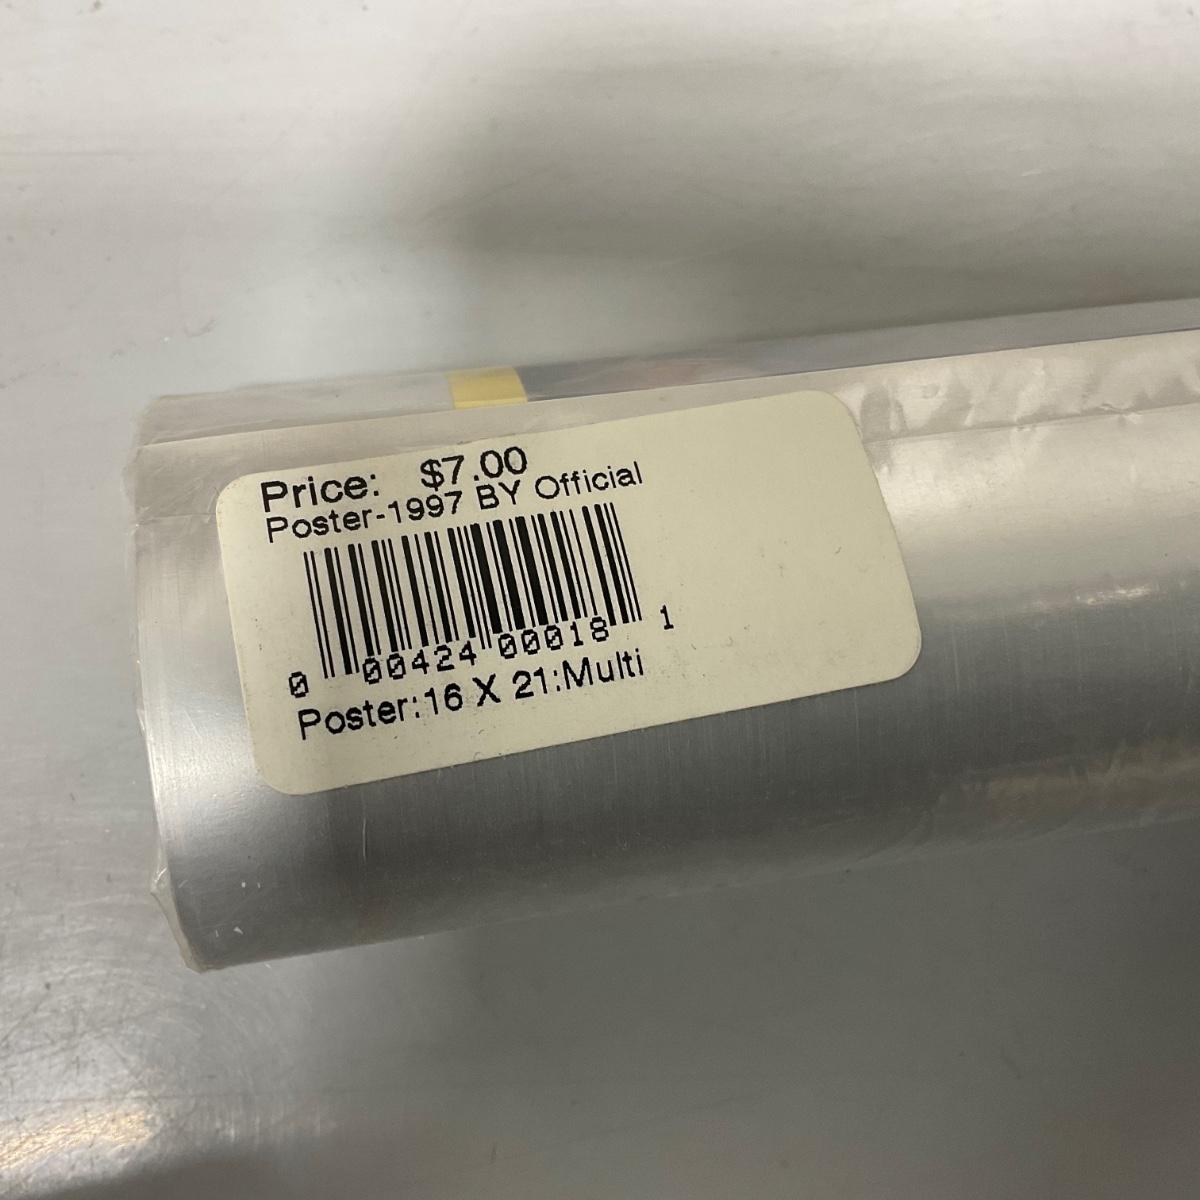 Price: $7.00
Poster-1997 BY Official
0 00424 00018 1
Poster:16 X 21:Multi